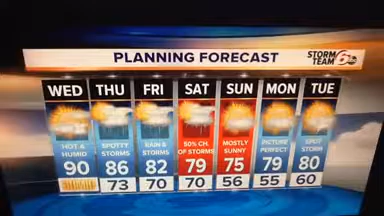 PLANNING FORECAST
STORM
TEAM 6
WED THU FRI SAT SUN MON TUE
HOT &
HUMID
SPOTTY
STORMS
RAIN &
STORMS
50% CH.
OF STORMS
MOSTLY
SUNNY
PICTURE
PERFECT
SPOT
STORM
90 86 82 79 75 79 80
73 70 70 56 55 60